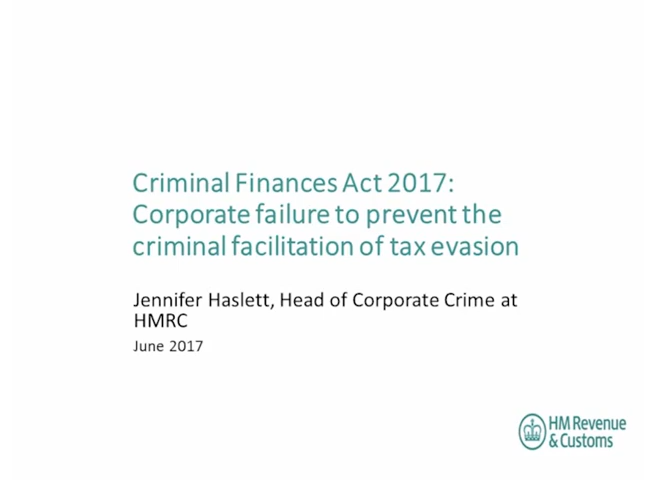 Criminal Finances Act 2017:
Corporate failure to prevent the
criminal facilitation of tax evasion
Jennifer Haslett, Head of Corporate Crime at
HMRC
June 2017
HM Revenue
& Customs